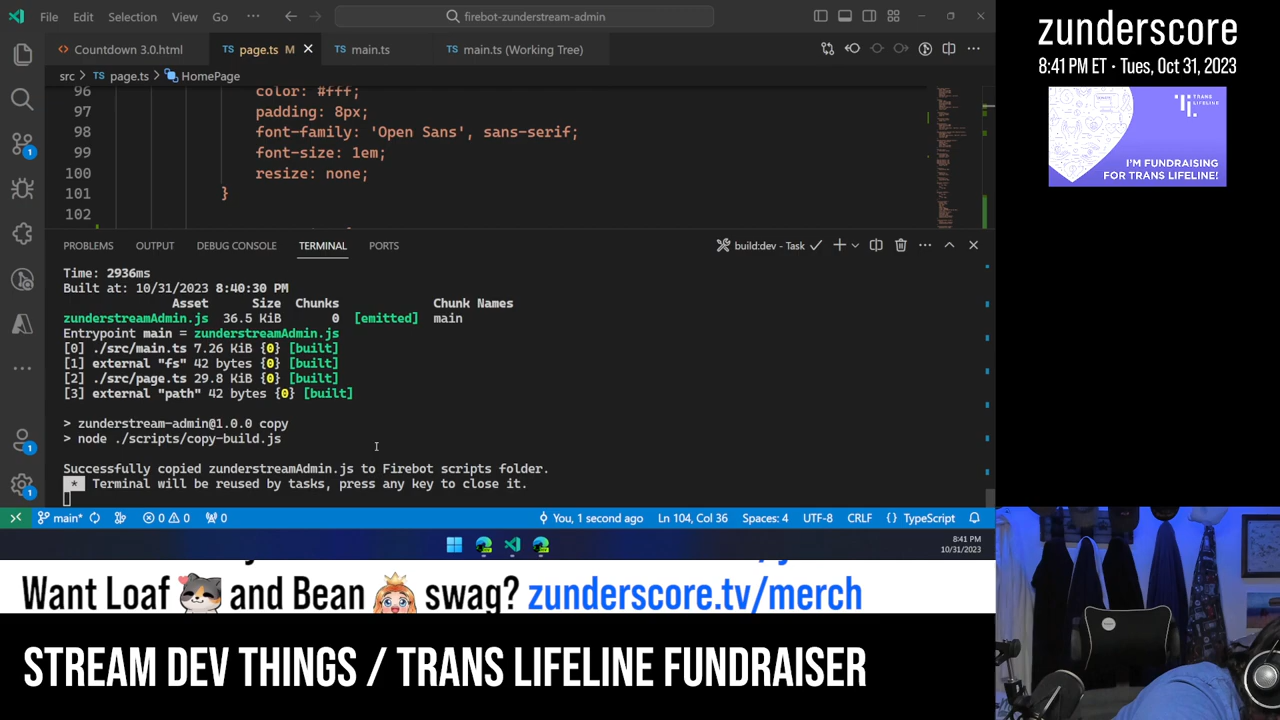 File Edit Selection View Go ··· firebot-zunderstream-admin
Countdown 3.0.html TS page.ts M TS main.ts TS main.ts (Working Tree)
src > TS page.ts > HomePage
96 color: #fff;
97 padding: 8px;
98 font-family: 'Open Sans', sans-serif;
99 font-size: 1em;
100 resize: none;
101 }
102
PROBLEMS OUTPUT DEBUG CONSOLE TERMINAL PORTS build:dev - Task
Time: 2936ms
Built at: 10/31/2023 8:40:30 PM
Asset Size Chunks Chunk Names
zunderstreamAdmin.js 36.5 KiB 0 [emitted] main
Entrypoint main = zunderstreamAdmin.js
[0] ./src/main.ts 7.26 KiB {0} [built]
[1] external "fs" 42 bytes {0} [built]
[2] ./src/page.ts 29.8 KiB {0} [built]
[3] external "path" 42 bytes {0} [built]
> zunderstream-admin@1.0.0 copy
> node ./scripts/copy-build.js
Successfully copied zunderstreamAdmin.js to Firebot scripts folder.
* Terminal will be reused by tasks, press any key to close it.
main* 0 0 0 You, 1 second ago Ln 104, Col 36 Spaces: 4 UTF-8 CRLF {} TypeScript
8:41 PM
10/31/2023
Want Loaf and Bean swag? zunderscore.tv/merch
STREAM DEV THINGS / TRANS LIFELINE FUNDRAISER
zunderscore
8:41 PM ET · Tues, Oct 31, 2023
TRANS
LIFELINE
I'M FUNDRAISING
FOR TRANS LIFELINE!